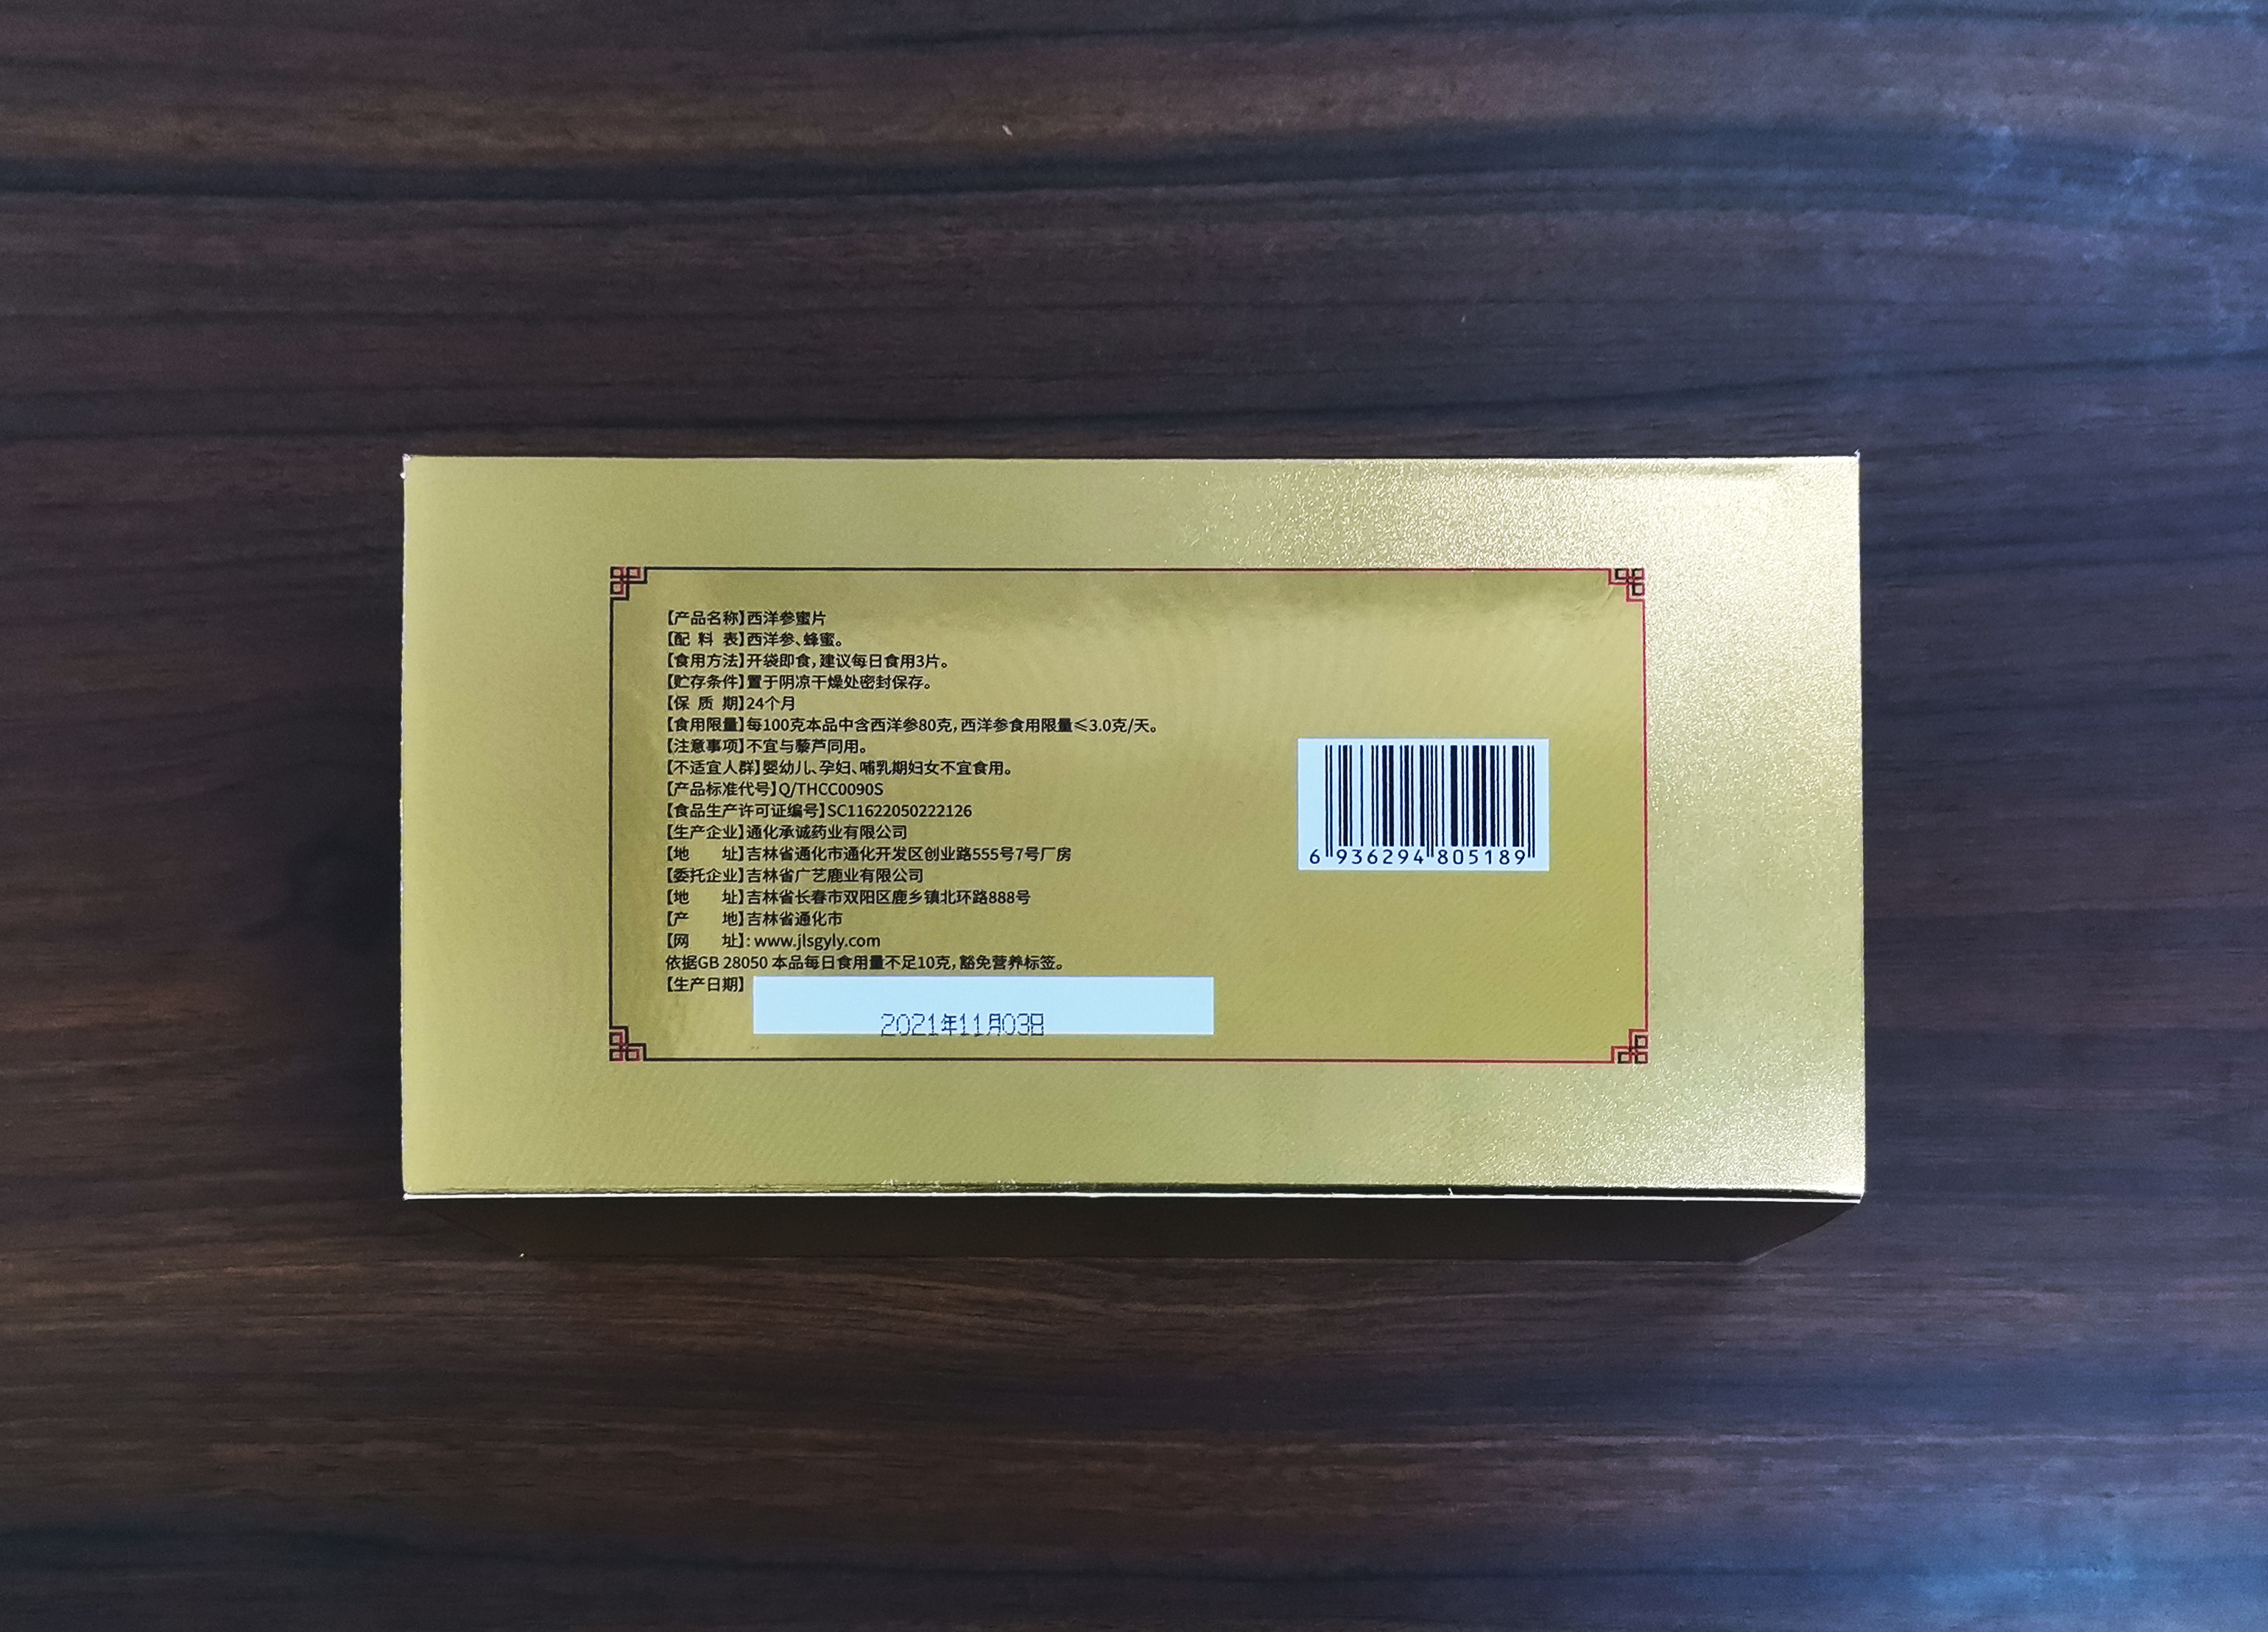 【产品名称】西洋参蜜片
【配 料 表】西洋参、蜂蜜。
【食用方法】开袋即食，建议每日食用3片。
【贮存条件】置于阴凉干燥处密封保存。
【保 质 期】24个月
【食用限量】每100克本品中含西洋参80克，西洋参食用限量≤3.0克/天。
【注意事项】不宜与藜芦同用。
【不适宜人群】婴幼儿、孕妇、哺乳期妇女不宜食用。
【产品标准代号】Q/THCC0090S
【食品生产许可证编号】SC11622050222126
【生产企业】通化承诚药业有限公司
【地 址】吉林省通化市通化开发区创业路555号7号厂房
【委托企业】吉林省广艺鹿业有限公司
【地 址】吉林省长春市双阳区鹿乡镇北环路888号
【产 地】吉林省通化市
【网 址】: www.jlsgyly.com
依据GB 28050 本品每日食用量不足10克，豁免营养标签。
【生产日期】
2021年11月03日
6 936294 805189